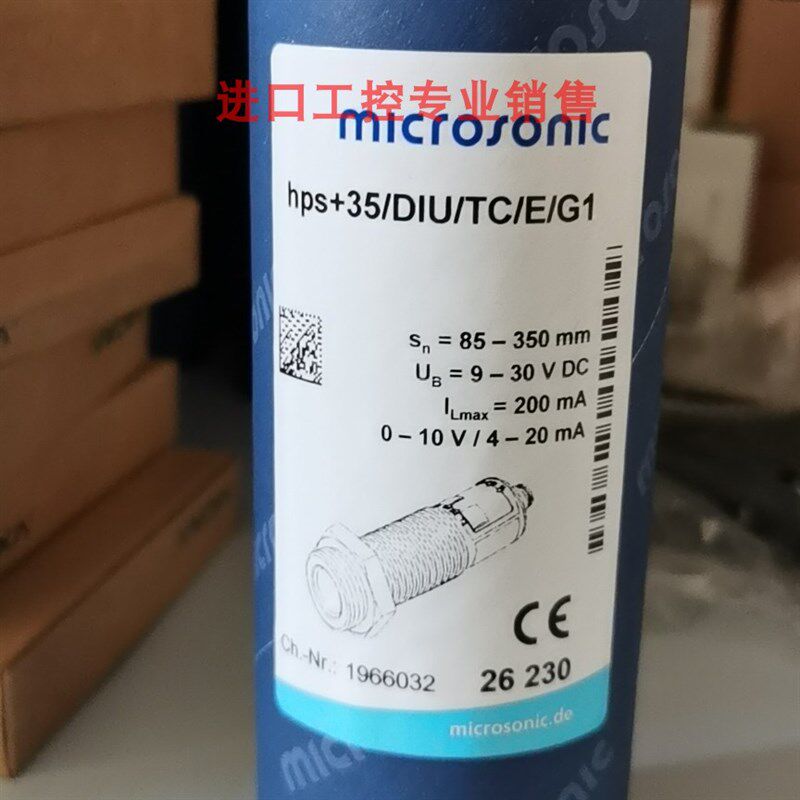 进口工控专业销售
microsonic
hps+35/DIU/TC/E/G1
sn = 85 – 350 mm
UB = 9 – 30 V DC
ILmax = 200 mA
0 – 10 V / 4 – 20 mA
CE
Ch.-Nr.: 1966032
26 230
microsonic.de
microsonic
microsonic